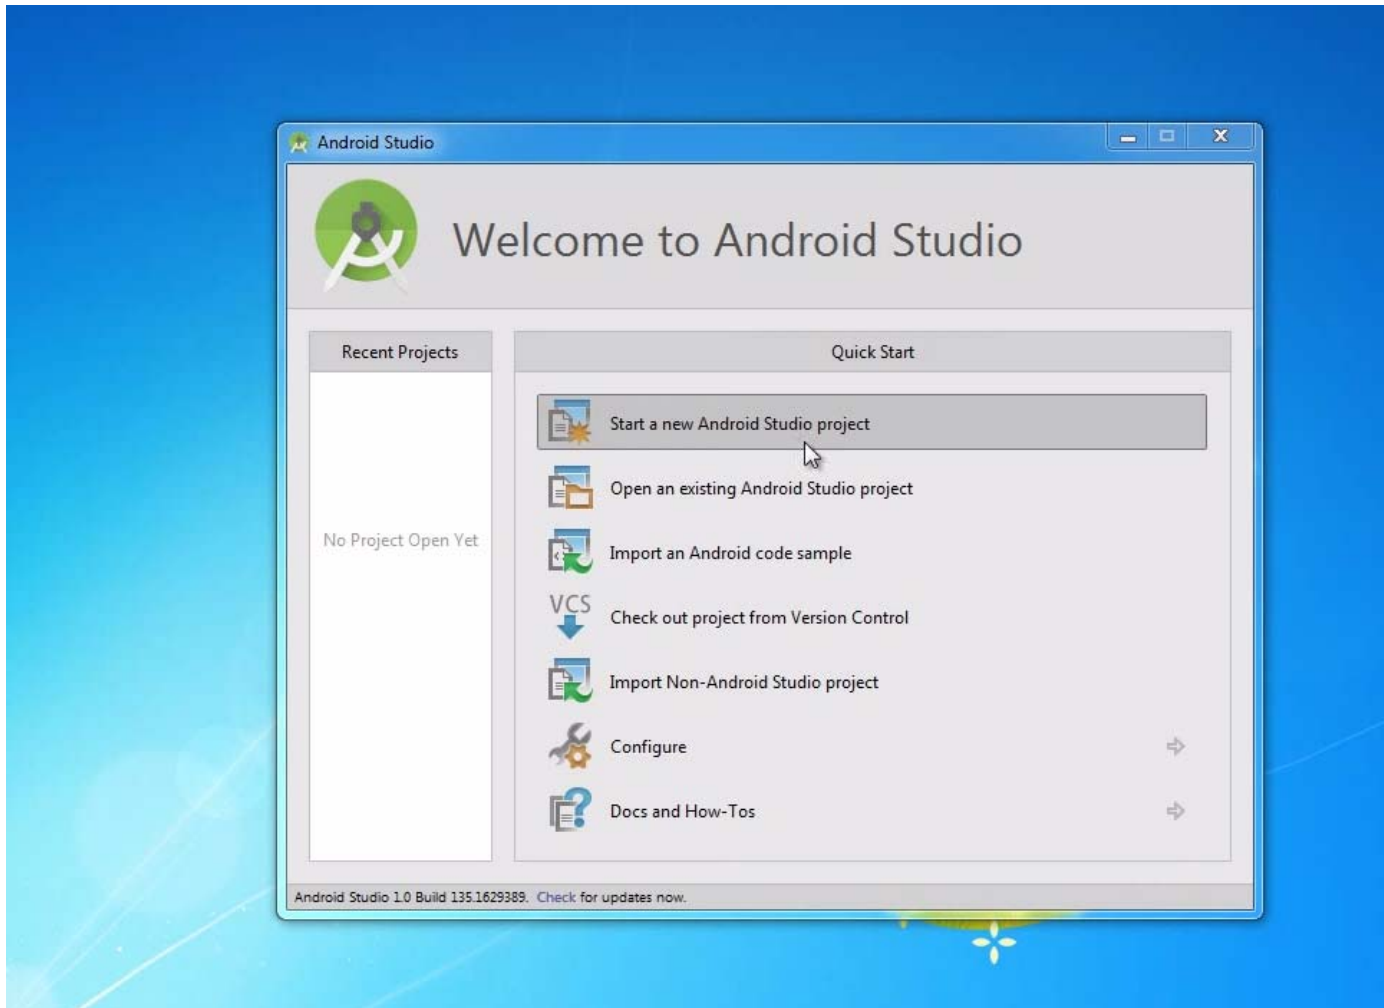 Android Studio
Welcome to Android Studio
Recent Projects
Quick Start
No Project Open Yet
Start a new Android Studio project
Open an existing Android Studio project
Import an Android code sample
VCS
Check out project from Version Control
Import Non-Android Studio project
Configure
Docs and How-Tos
Android Studio 1.0 Build 135.1629389. Check for updates now.